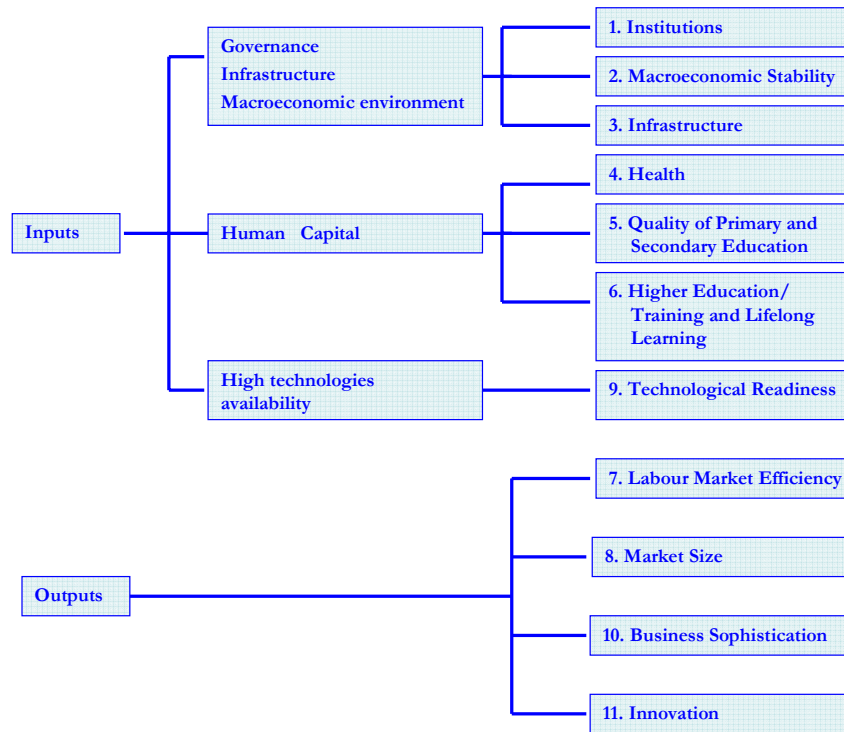 Governance
Infrastructure
Macroeconomic environment
1. Institutions
2. Macroeconomic Stability
3. Infrastructure
Inputs
Human Capital
4. Health
5. Quality of Primary and
Secondary Education
6. Higher Education/
Training and Lifelong
Learning
High technologies
availability
9. Technological Readiness
Outputs
7. Labour Market Efficiency
8. Market Size
10. Business Sophistication
11. Innovation